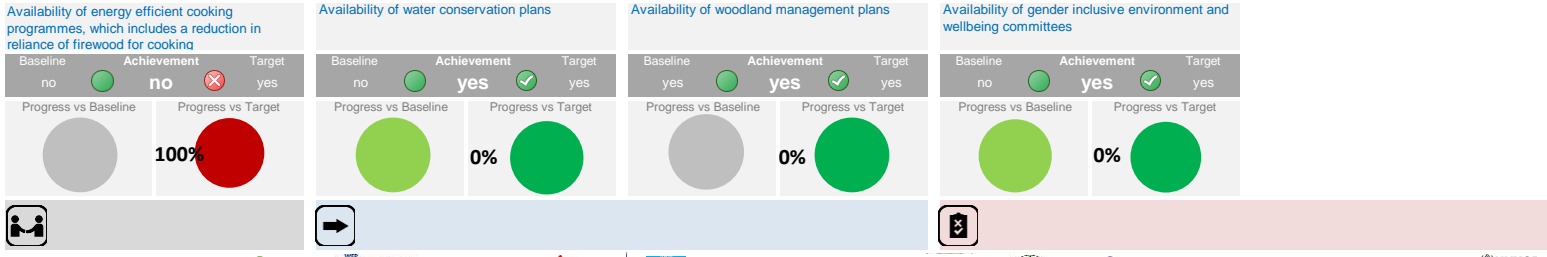 Availability of energy efficient cooking
programmes, which includes a reduction in
reliance of firewood for cooking
Baseline Achievement Target
no no yes
Progress vs Baseline Progress vs Target
100%
Availability of water conservation plans
Baseline Achievement Target
no yes yes
Progress vs Baseline Progress vs Target
0%
Availability of woodland management plans
Baseline Achievement Target
yes yes yes
Progress vs Baseline Progress vs Target
0%
Availability of gender inclusive environment and
wellbeing committees
Baseline Achievement Target
no yes yes
Progress vs Baseline Progress vs Target
0%